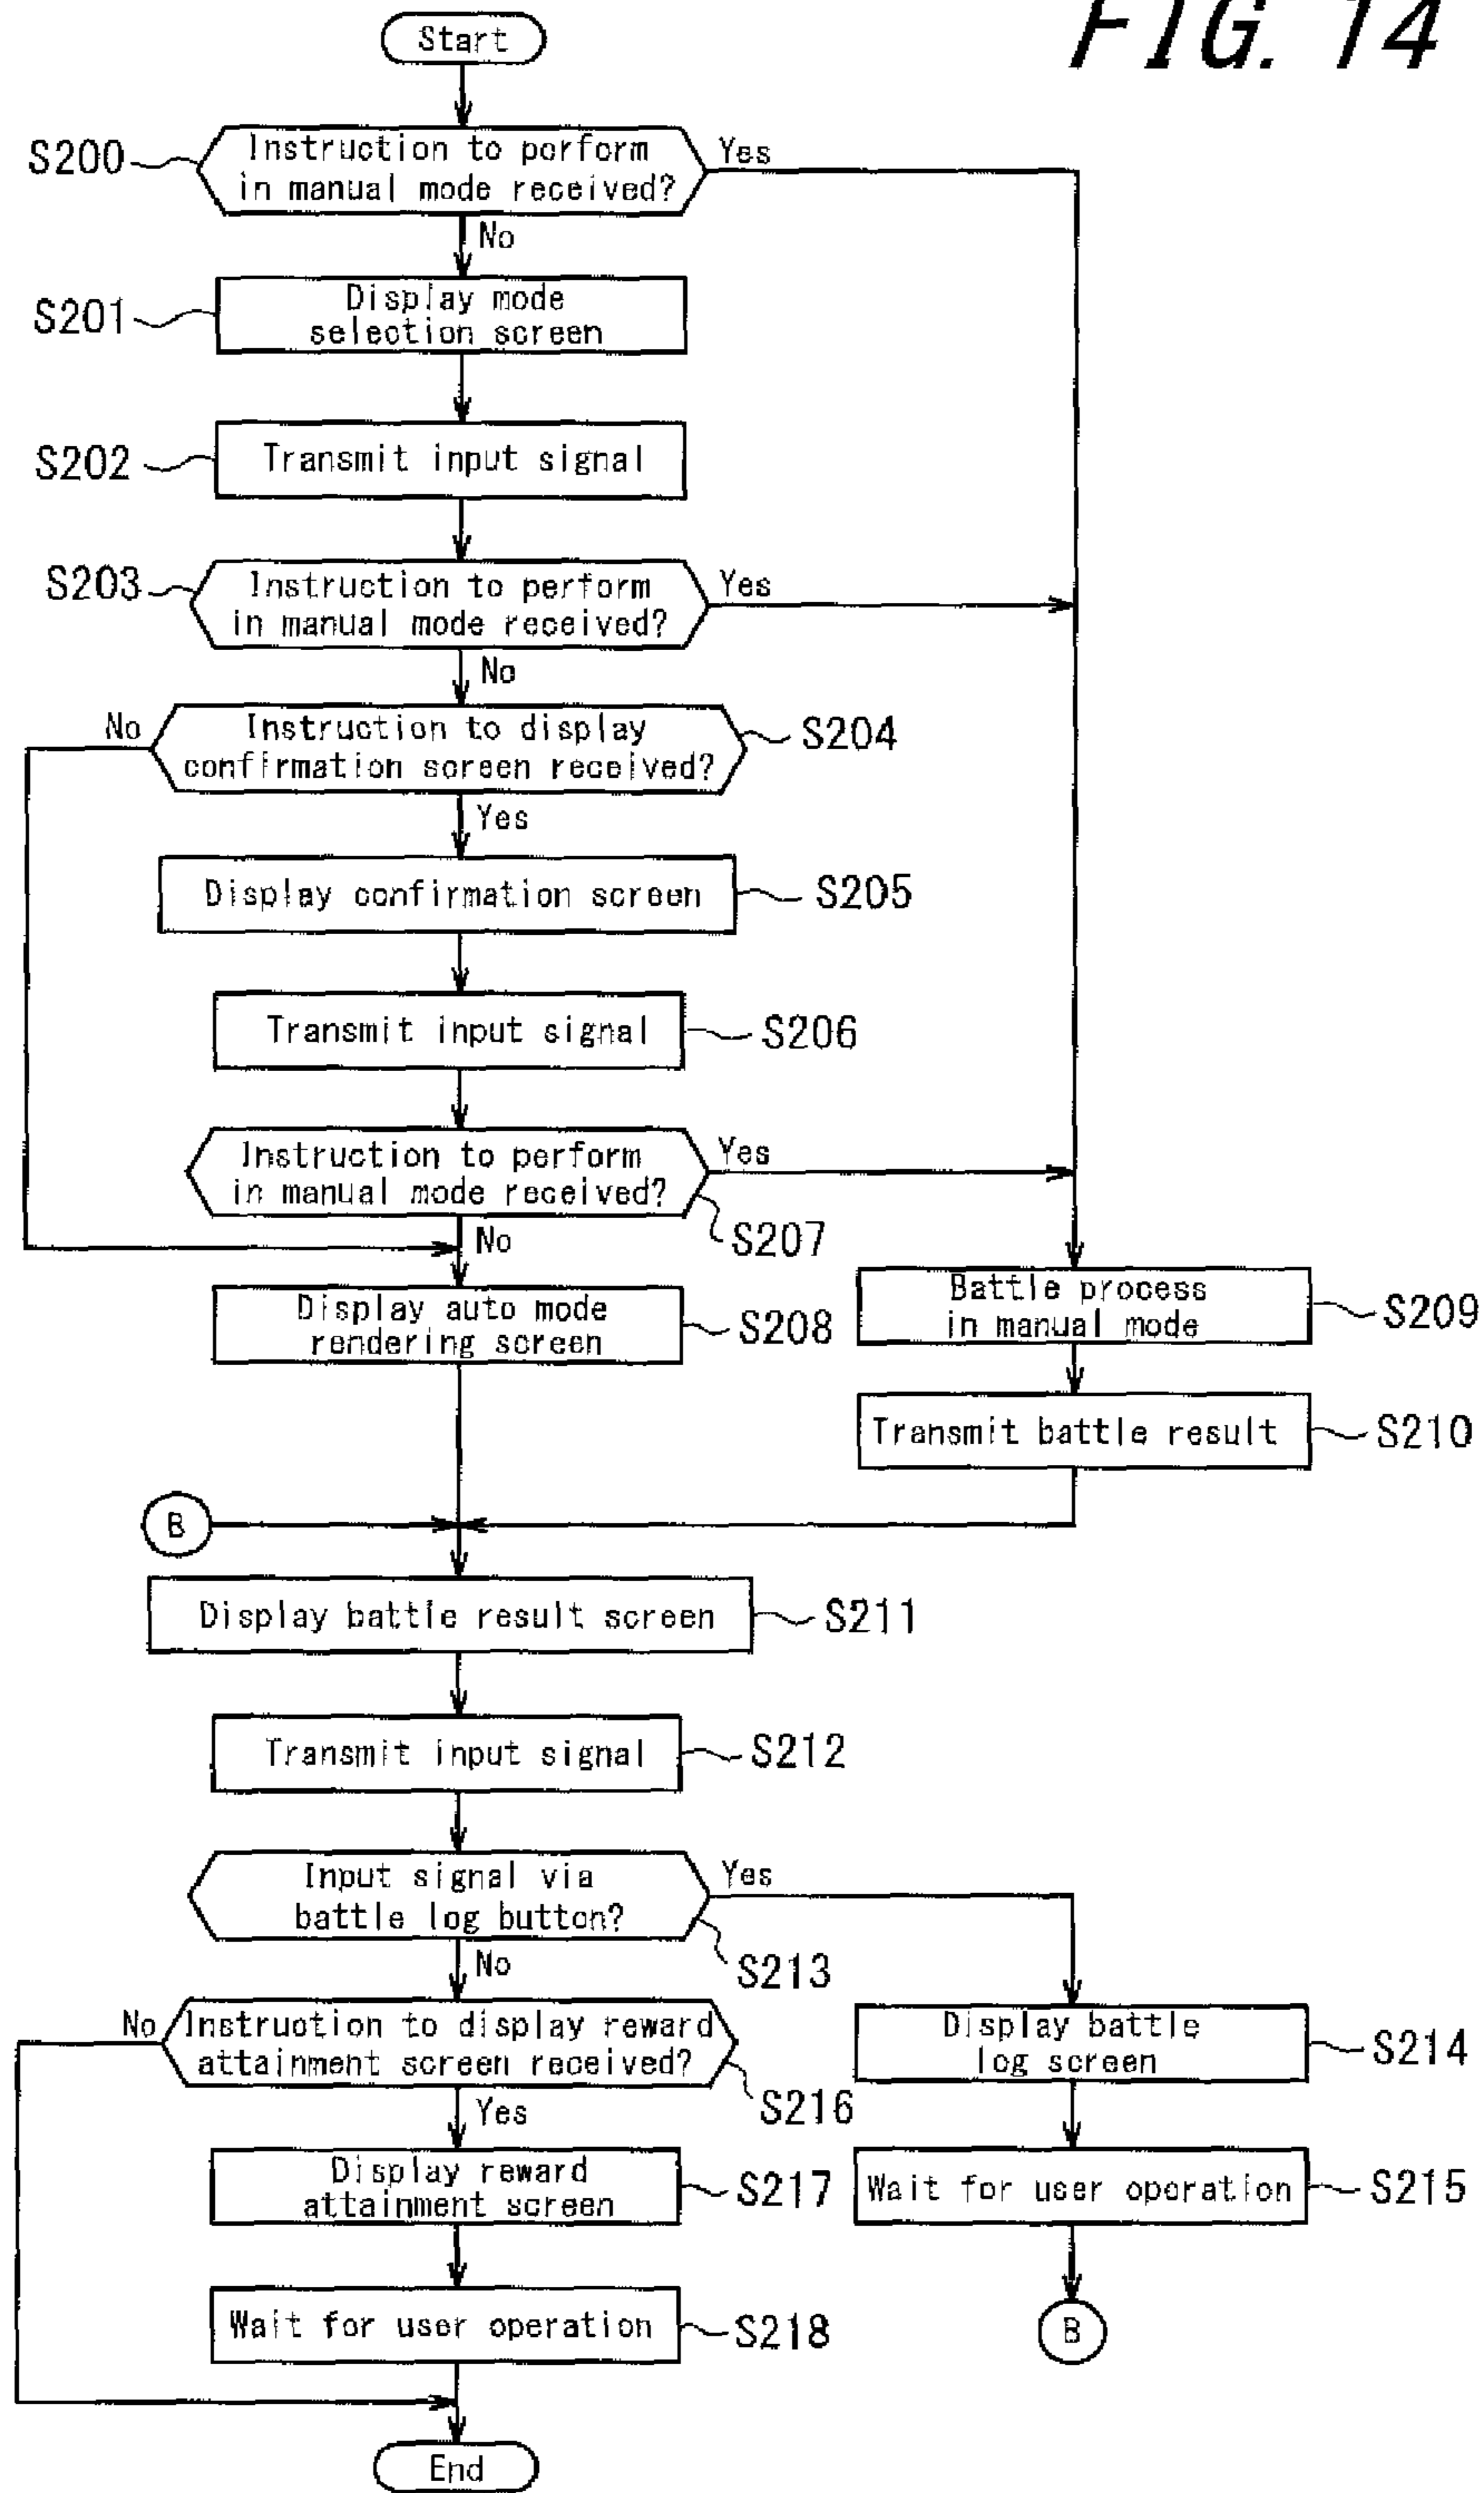 FIG. 14
Start
S200
Instruction to porform
in manual mode received?
Yes
No
S201
Display mode
selection screen
S202
Transmit input signal
S203
Instruction to perform
in manual mode received?
Yes
No
No
Instruction to display
confirmation screen received?
S204
Yes
Display confirmation screen
S205
Transmit input signal
S206
Instruction to perform
in manual mode received?
Yes
S207
No
Display auto mode
rendering screen
S208
Battle process
in manual mode
S209
Transmit battle result
S210
B
Display battle result screen
S211
Transmit input signal
S212
Input signal via
battle log button?
Yes
S213
No
No
Instruction to display reward
attainment screen received?
S216
Yes
Display battle
log screen
S214
Display reward
attainment screen
S217
Wait for user operation
S215
Wait for user operation
S218
B
End